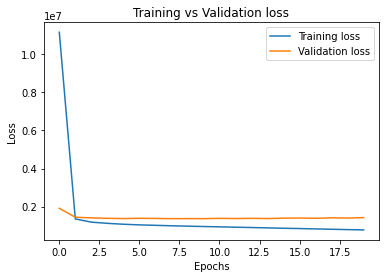 Training vs Validation loss
1e7
Training loss
Validation loss
1.0
0.8
0.6
0.4
0.2
Loss
0.0 2.5 5.0 7.5 10.0 12.5 15.0 17.5
Epochs